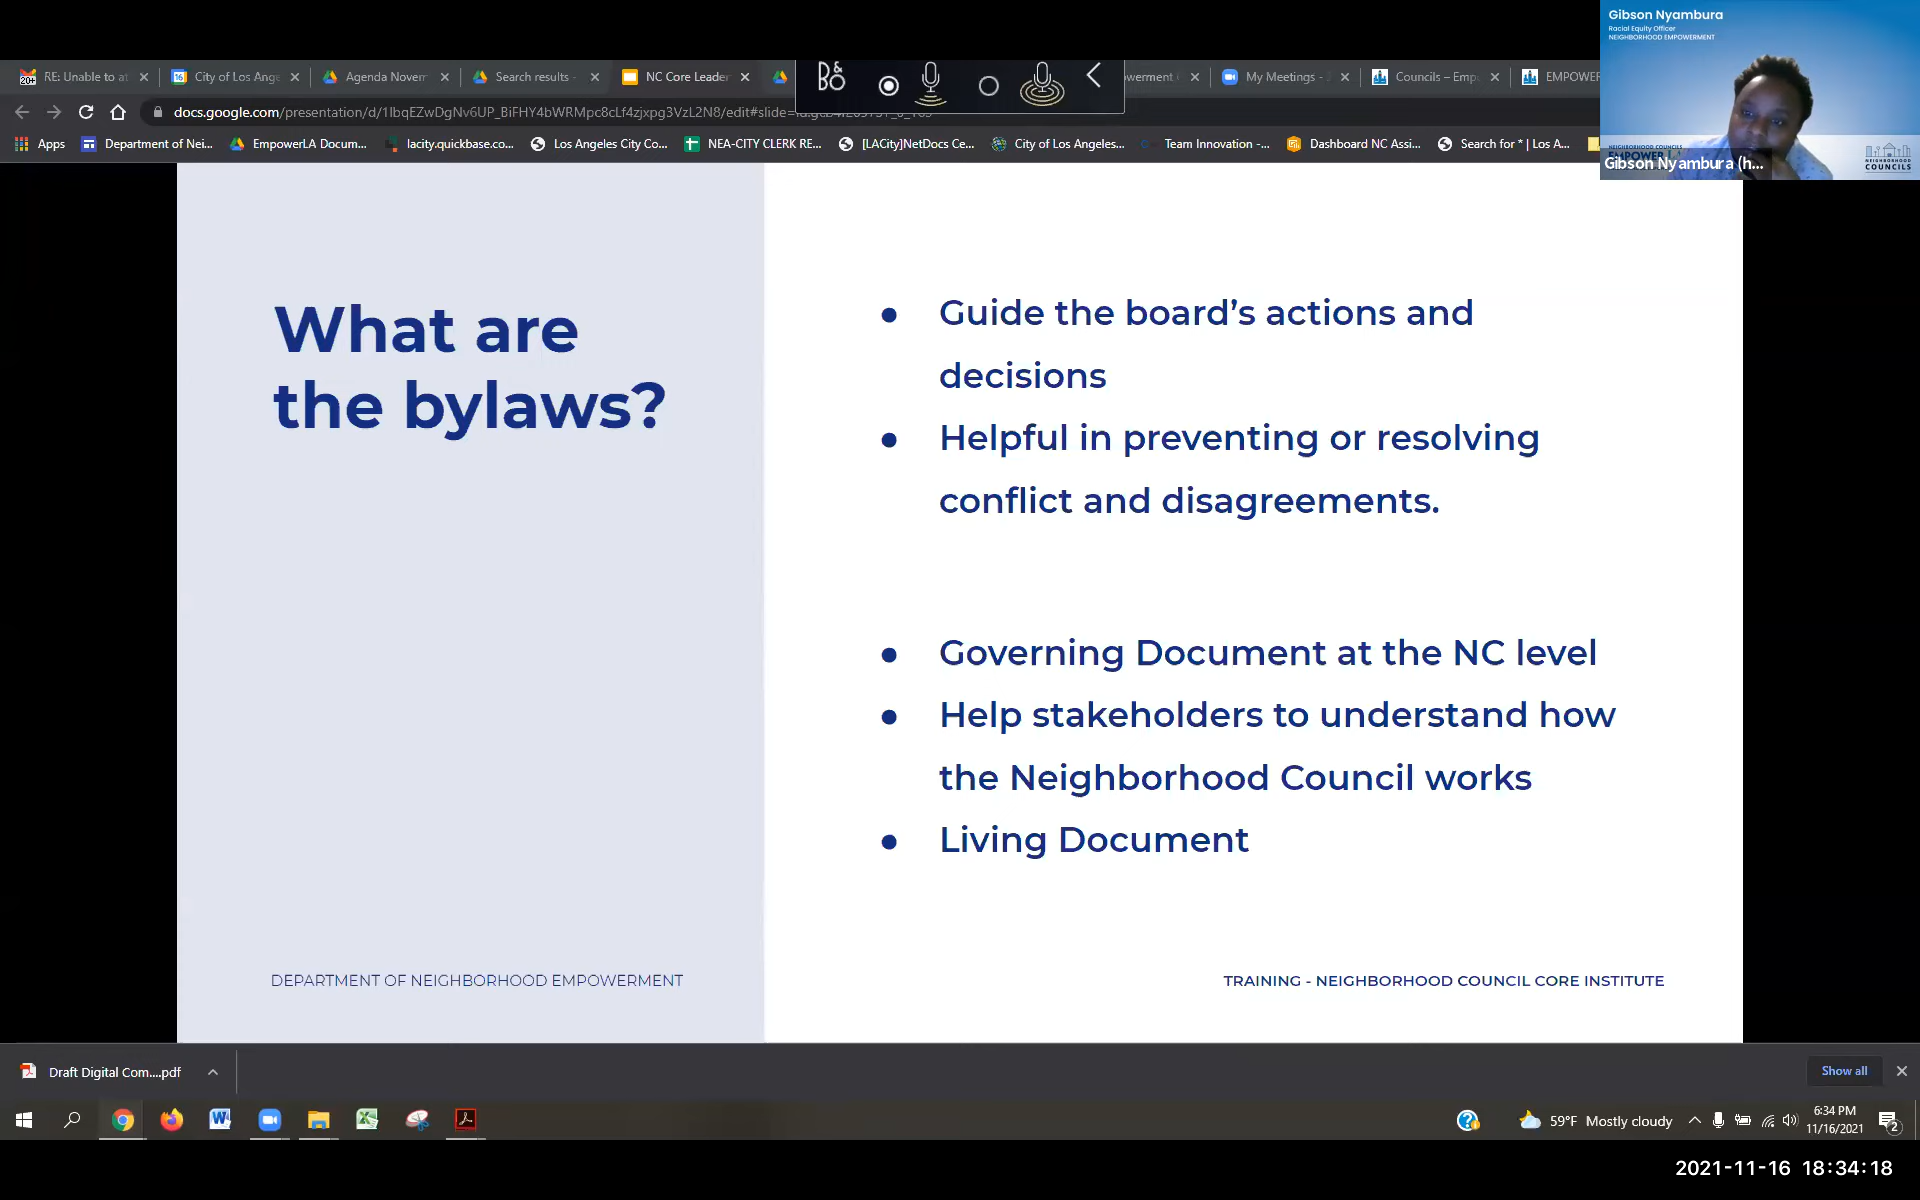 Gibson Nyambura
Racial Equity Officer
NEIGHBORHOOD EMPOWERMENT
RE: Unable to at
City of Los Ange
Agenda Novem
Search results -
NC Core Leader
B&O
My Meetings -
Councils – Empo
EMPOWER
docs.google.com/presentation/d/
Apps
Department of Nei...
EmpowerLA Docum...
lacity.quickbase.co...
Los Angeles City Co...
NEA-CITY CLERK RE...
[LACity]NetDocs Ce...
City of Los Angeles...
Team Innovation -...
Dashboard NC Assi...
Search for * | Los A...
Gibson Nyambura (h...
NEIGHBORHOOD
COUNCILS
What are
the bylaws?
● Guide the board’s actions and
decisions
● Helpful in preventing or resolving
conflict and disagreements.
● Governing Document at the NC level
● Help stakeholders to understand how
the Neighborhood Council works
● Living Document
DEPARTMENT OF NEIGHBORHOOD EMPOWERMENT
TRAINING - NEIGHBORHOOD COUNCIL CORE INSTITUTE
Draft Digital Com....pdf
Show all
59°F Mostly cloudy
6:34 PM
11/16/2021
2
2021-11-16 18:34:18